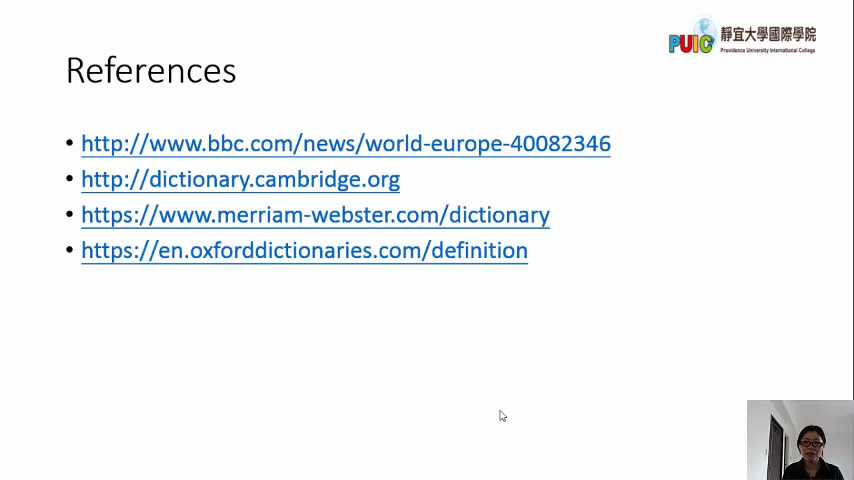 PUIC
靜宜大學國際學院
Providence University International College
References
• http://www.bbc.com/news/world-europe-40082346
• http://dictionary.cambridge.org
• https://www.merriam-webster.com/dictionary
• https://en.oxforddictionaries.com/definition